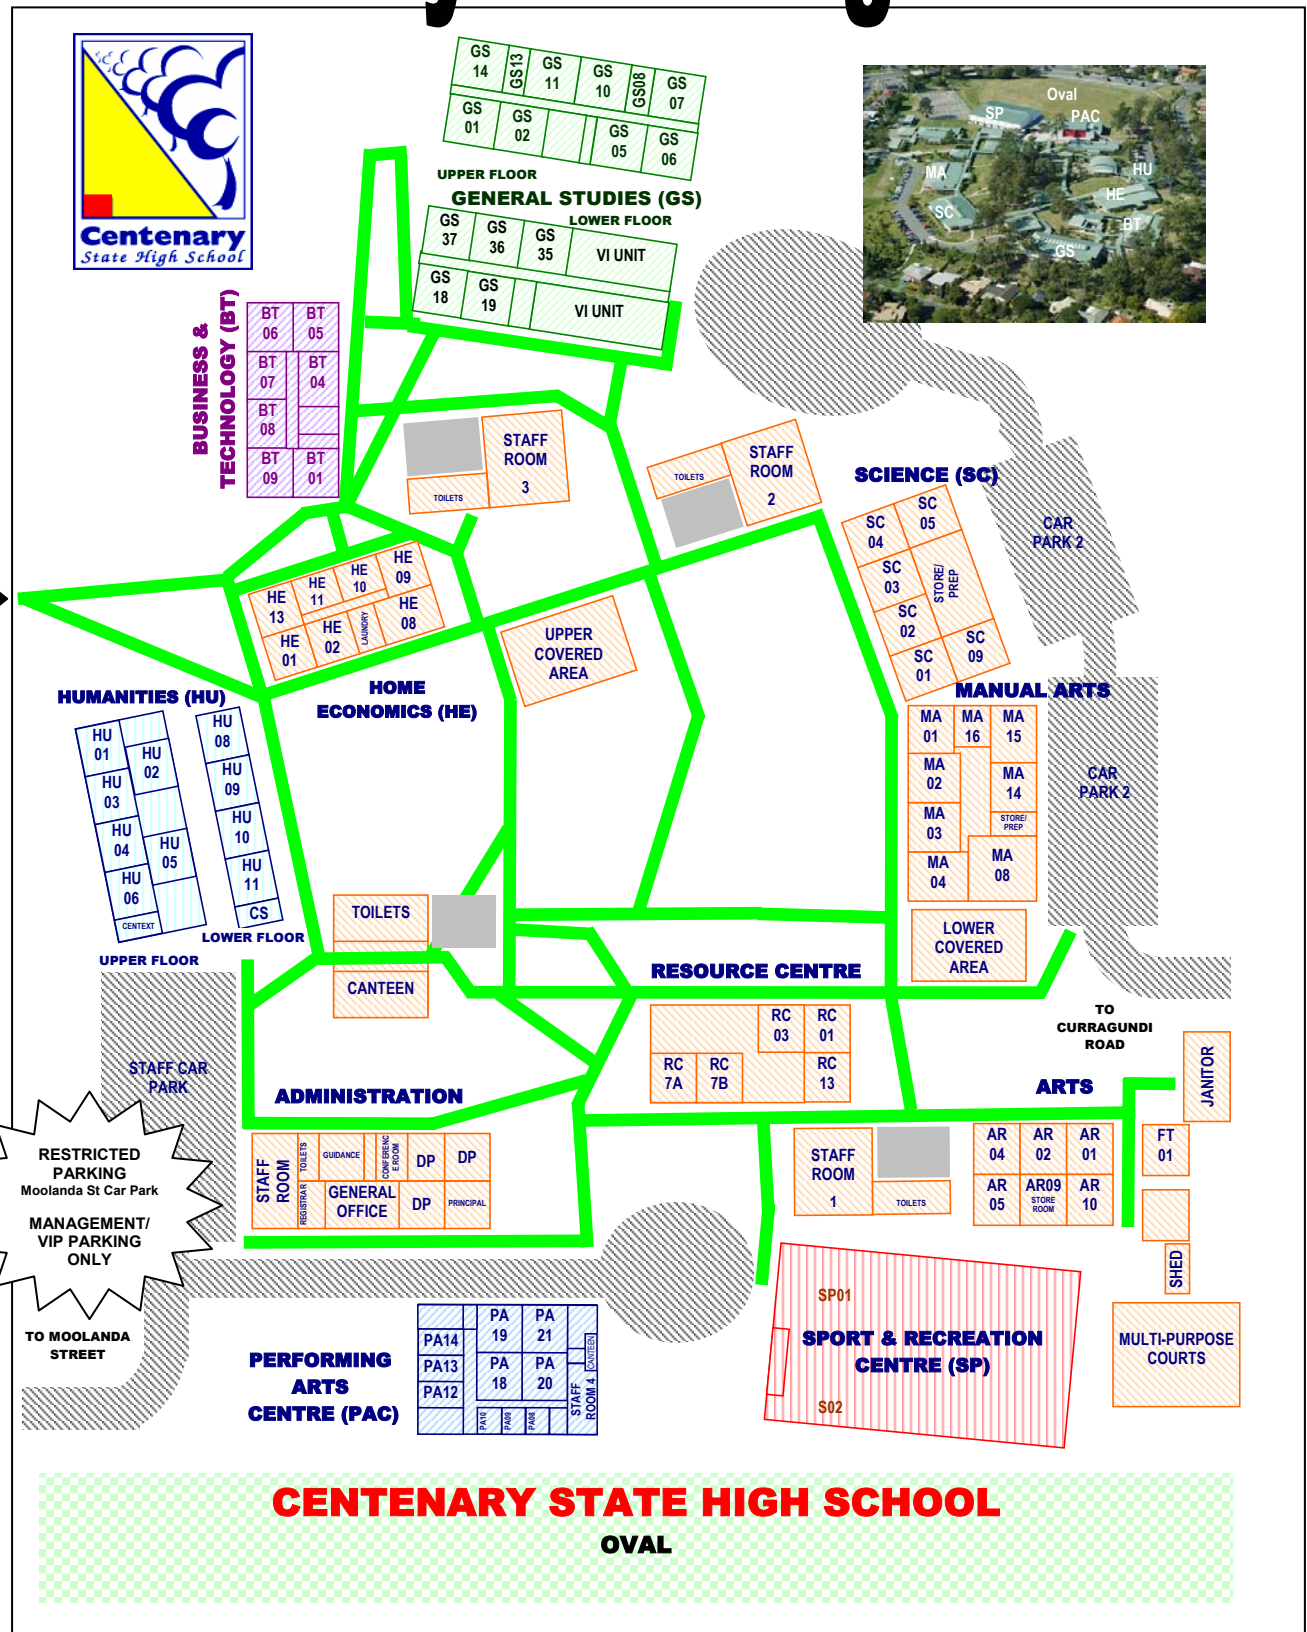 Centenary
State High School
GS
14
GS13
GS
11
GS
10
GS08
GS
07
GS
01
GS
02
GS
05
GS
06
UPPER FLOOR
GENERAL STUDIES (GS)
LOWER FLOOR
GS
37
GS
36
GS
35
VI UNIT
GS
18
GS
19
VI UNIT
Oval
SP
PAC
MA
HU
HE
SC
BT
GS
BUSINESS &
TECHNOLOGY (BT)
BT
06
BT
05
BT
07
BT
04
BT
08
BT
09
BT
01
STAFF
ROOM
3
TOILETS
STAFF
ROOM
2
TOILETS
SCIENCE (SC)
SC
05
SC
04
SC
03
STORE/
PREP
SC
02
SC
01
SC
09
CAR
PARK 2
HE
09
HE
10
HE
11
HE
13
HE
08
LAUNDRY
HE
02
HE
01
UPPER
COVERED
AREA
HOME
ECONOMICS (HE)
HUMANITIES (HU)
HU
01
HU
02
HU
03
HU
04
HU
05
HU
06
CENTEXT
UPPER FLOOR
HU
08
HU
09
HU
10
HU
11
CS
LOWER FLOOR
MANUAL ARTS
MA
01
MA
16
MA
15
MA
02
MA
14
MA
03
STORE/
PREP
MA
04
MA
08
CAR
PARK 2
LOWER
COVERED
AREA
TOILETS
CANTEEN
RESOURCE CENTRE
RC
03
RC
01
RC
7A
RC
7B
RC
13
TO
CURRAGUNDI
ROAD
JANITOR
ARTS
STAFF CAR
PARK
ADMINISTRATION
STAFF
ROOM
TOILETS
GUIDANCE
CONFERENC
E ROOM
DP
DP
REGISTRAR
GENERAL
OFFICE
DP
PRINCIPAL
STAFF
ROOM
1
TOILETS
AR
04
AR
02
AR
01
AR
05
AR09
STORE
ROOM
AR
10
FT
01
SHED
RESTRICTED
PARKING
Moolanda St Car Park
MANAGEMENT/
VIP PARKING
ONLY
TO MOOLANDA
STREET
PERFORMING
ARTS
CENTRE (PAC)
PA14
PA
19
PA
21
PA13
PA12
PA
18
PA
20
CANTEEN
STAFF
ROOM 4
PA10
PA09
PA08
SP01
SPORT & RECREATION
CENTRE (SP)
S02
MULTI-PURPOSE
COURTS
CENTENARY STATE HIGH SCHOOL
OVAL